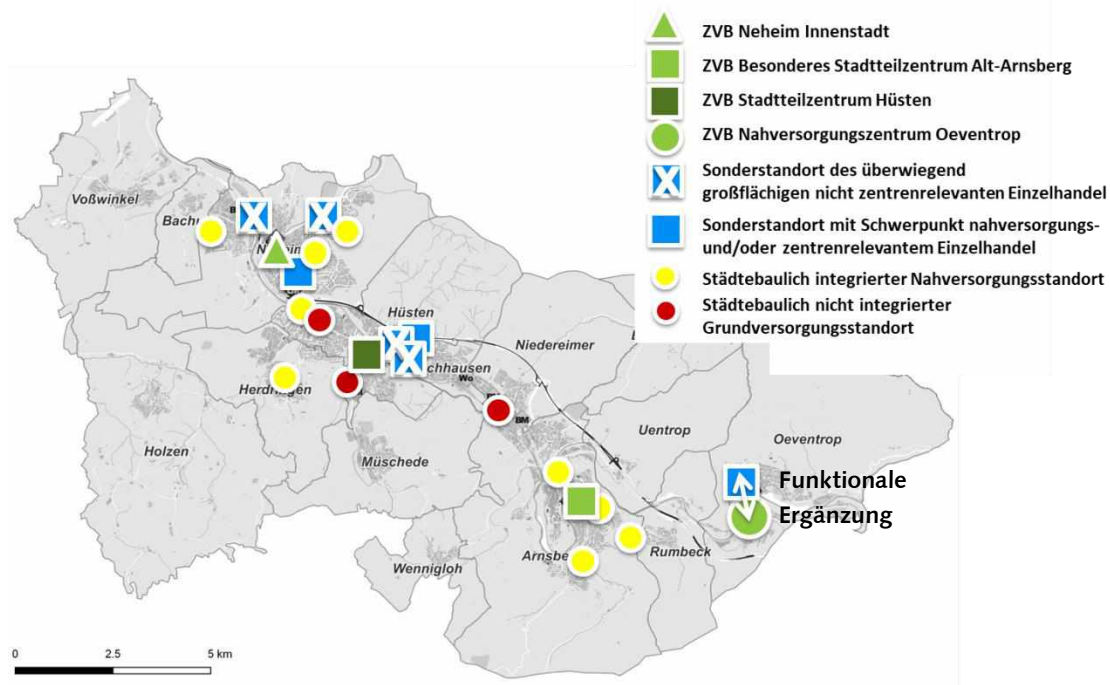 ZVB Neheim Innenstadt
ZVB Besonderes Stadtteilzentrum Alt-Arnsberg
ZVB Stadtteilzentrum Hüsten
ZVB Nahversorgungszentrum Oeventrop
Sonderstandort des überwiegend
großflächigen nicht zentrenrelevanten Einzelhandel
Sonderstandort mit Schwerpunkt nahversorgungs-
und/oder zentrenrelevantem Einzelhandel
Städtebaulich integrierter Nahversorgungsstandort
Städtebaulich nicht integrierter
Grundversorgungsstandort
Voßwinkel
Hüsten
Niedereimer
Herdringen
Wo
BM
Holzen
Müschede
Uentrop
Oeventrop
Funktionale
Ergänzung
Rumbeck
Wennigloh
0 2.5 5 km